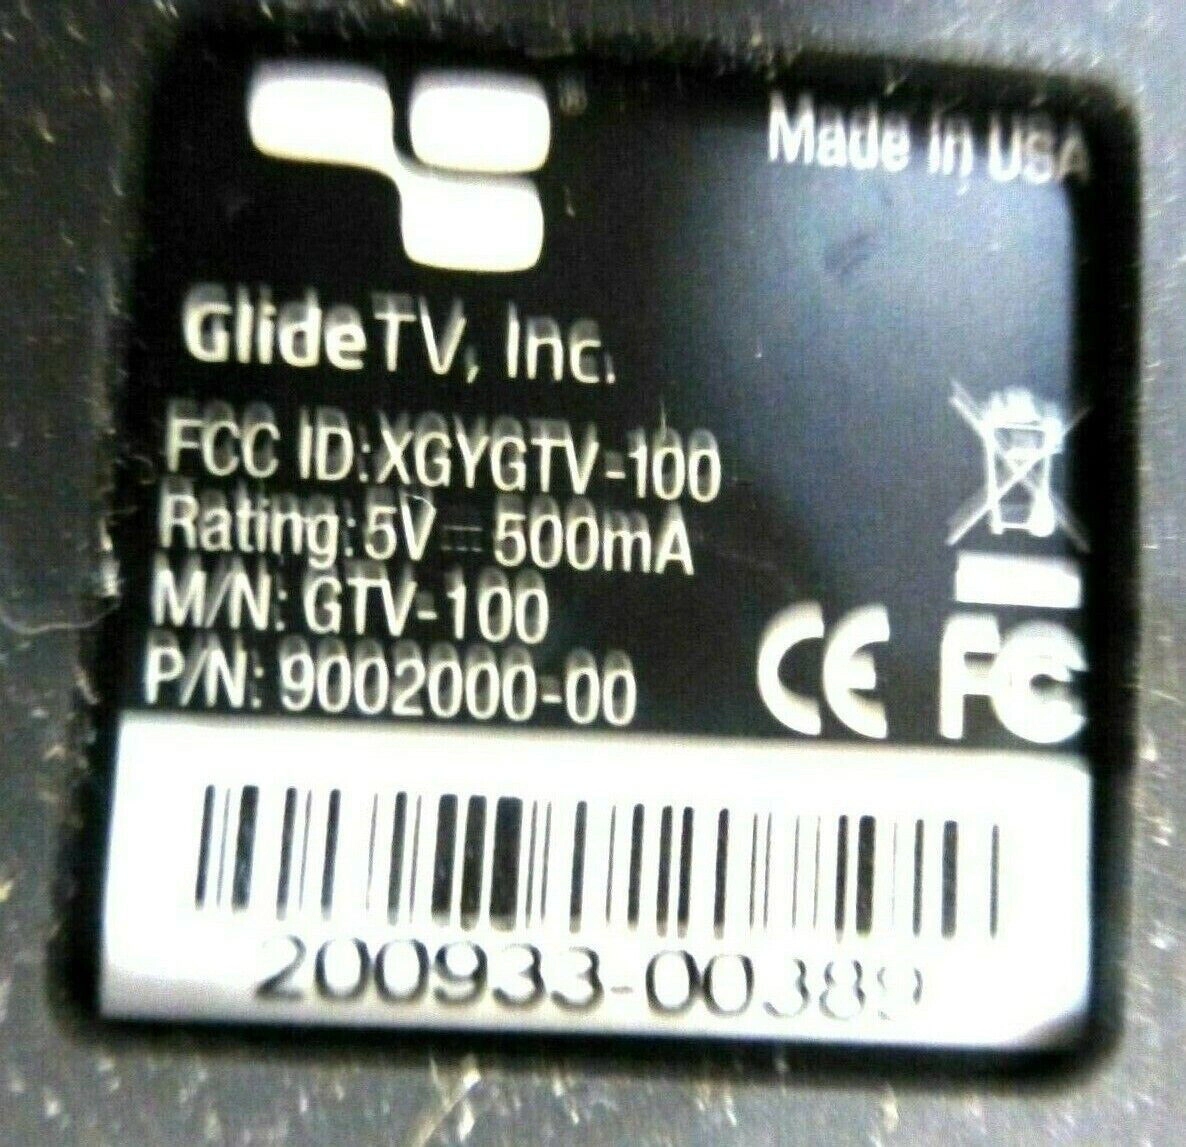 ®
Made in USA
GlideTV, Inc.
FCC ID:XGYGTV-100
Rating:5V⎓500mA
M/N: GTV-100
P/N: 9002000-00
CE FC
200933-00389